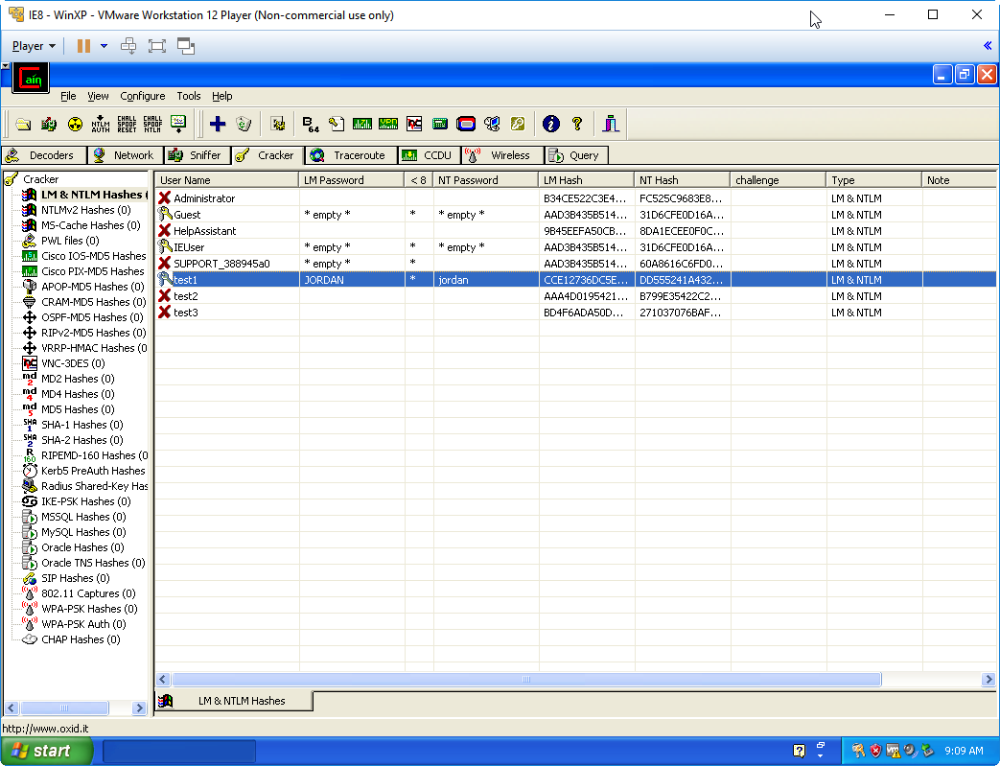 IE8 - WinXP - VMware Workstation 12 Player (Non-commercial use only)
Player
Cain
File View Configure Tools Help
NTLM AUTH CHALL SPOOF RESET CHALL SPOOF NTLM B64
Decoders Network Sniffer Cracker Traceroute CCDU Wireless Query
Cracker
LM & NTLM Hashes (
NTLMv2 Hashes (0)
MS-Cache Hashes (0)
PWL files (0)
Cisco IOS-MD5 Hashes
Cisco PIX-MD5 Hashes
APOP-MD5 Hashes (0)
CRAM-MD5 Hashes (0)
OSPF-MD5 Hashes (0)
RIPv2-MD5 Hashes (0)
VRRP-HMAC Hashes (0
VNC-3DES (0)
MD2 Hashes (0)
MD4 Hashes (0)
MD5 Hashes (0)
SHA-1 Hashes (0)
SHA-2 Hashes (0)
RIPEMD-160 Hashes (0
Kerb5 PreAuth Hashes
Radius Shared-Key Has
IKE-PSK Hashes (0)
MSSQL Hashes (0)
MySQL Hashes (0)
Oracle Hashes (0)
Oracle TNS Hashes (0)
SIP Hashes (0)
802.11 Captures (0)
WPA-PSK Hashes (0)
WPA-PSK Auth (0)
CHAP Hashes (0)
User Name LM Password < 8 NT Password LM Hash NT Hash challenge Type Note
Administrator B34CE522C3E4... FC525C9683E8... LM & NTLM
Guest * empty * * * empty * AAD3B435B514... 31D6CFE0D16A... LM & NTLM
HelpAssistant 9B45EEFA50CB... 8DA1ECEE0F0C... LM & NTLM
IEUser * empty * * * empty * AAD3B435B514... 31D6CFE0D16A... LM & NTLM
SUPPORT_388945a0 * empty * * AAD3B435B514... 60A8616C6FD0... LM & NTLM
test1 JORDAN * jordan CCE12736DC5E... DD555241A432... LM & NTLM
test2 AAA4D0195421... B799E35422C2... LM & NTLM
test3 BD4F6ADA50D... 271037076BAF... LM & NTLM
LM & NTLM Hashes
http://www.oxid.it
start 9:09 AM